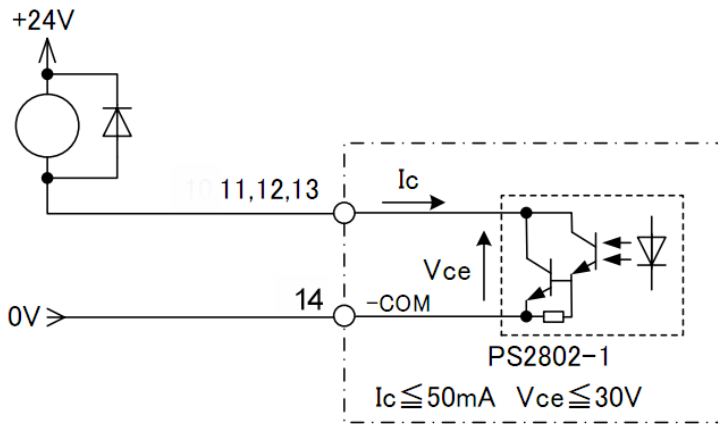 +24V
11,12,13
Ic
Vce
14
-COM
0V
PS2802-1
Ic≦50mA Vce≦30V